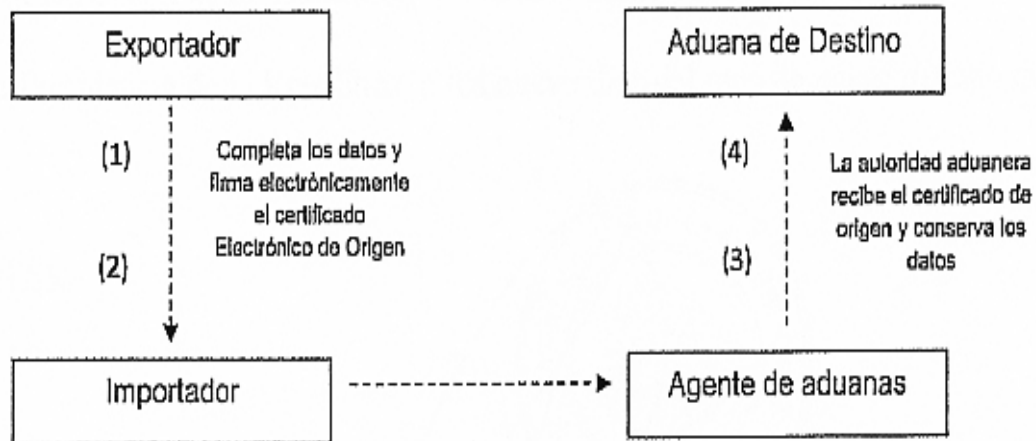 Exportador
Aduana de Destino
(1)
Completa los datos y
firma electrónicamente
el certificado
Electrónico de Origen
(2)
(4)
La autoridad aduanera
recibe el certificado de
origen y conserva los
datos
(3)
Importador
Agente de aduanas